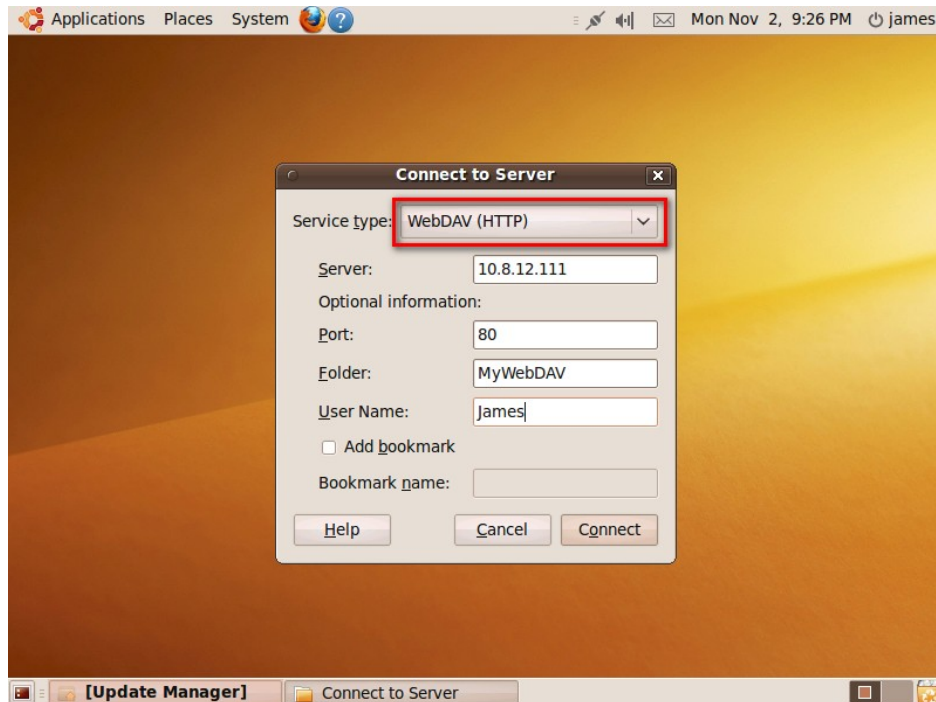 Applications Places System Mon Nov 2, 9:26 PM james
Connect to Server
Service type: WebDAV (HTTP)
Server: 10.8.12.111
Optional information:
Port: 80
Folder: MyWebDAV
User Name: James
Add bookmark
Bookmark name:
Help Cancel Connect
[Update Manager] Connect to Server